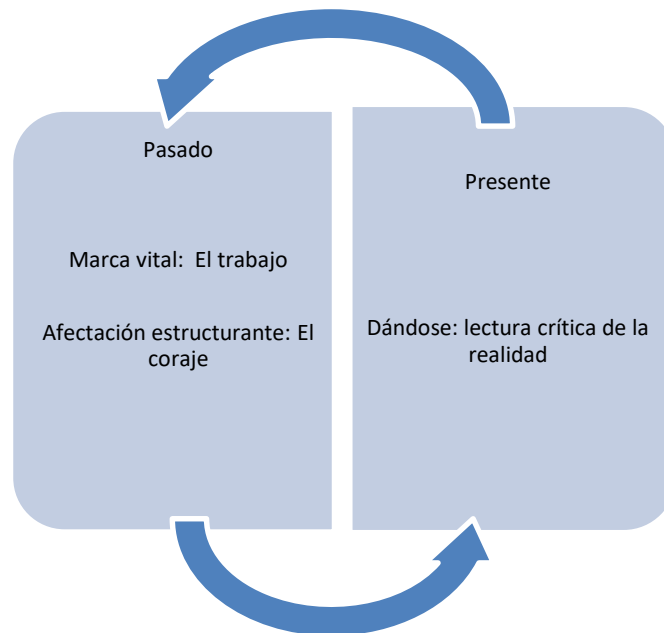 Pasado
Marca vital:  El trabajo
Afectación estructurante: El
coraje
Presente
Dándose: lectura crítica de la
realidad